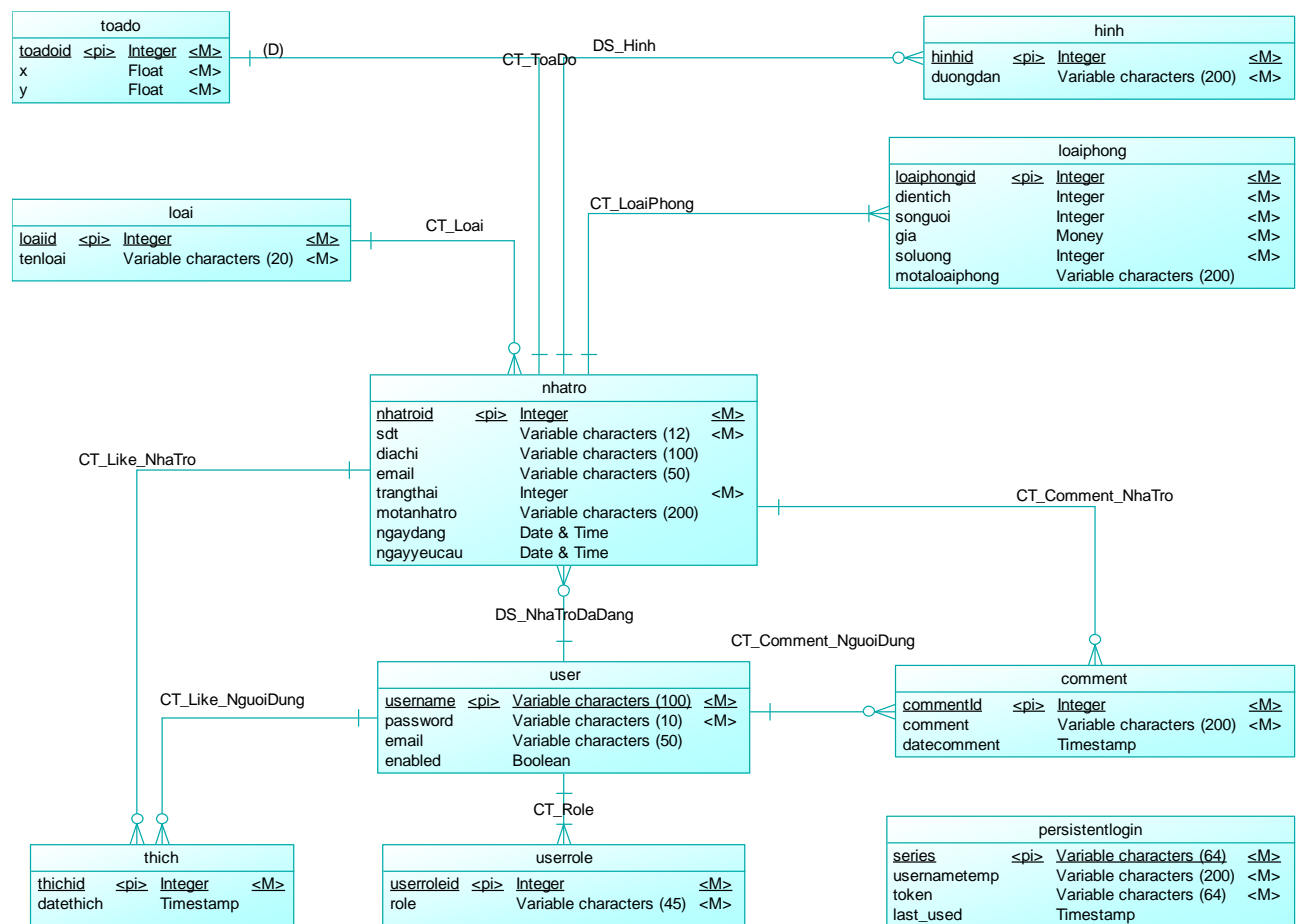 toado
toadoid <pi> Integer <M>
x Float <M>
y Float <M>
(D)
CT_ToaDo
DS_Hinh
hinh
hinhid <pi> Integer <M>
duongdan Variable characters (200) <M>
loaiphong
loaiphongid <pi> Integer <M>
dientich Integer <M>
songuoi Integer <M>
gia Money <M>
soluong Integer <M>
motaloaiphong Variable characters (200)
CT_LoaiPhong
loai
loaiid <pi> Integer <M>
tenloai Variable characters (20) <M>
CT_Loai
nhatro
nhatroid <pi> Integer <M>
sdt Variable characters (12) <M>
diachi Variable characters (100)
email Variable characters (50)
trangthai Integer <M>
motanhatro Variable characters (200)
ngaydang Date & Time
ngayyeucau Date & Time
CT_Like_NhaTro
CT_Comment_NhaTro
DS_NhaTroDaDang
CT_Comment_NguoiDung
CT_Like_NguoiDung
user
username <pi> Variable characters (100) <M>
password Variable characters (10) <M>
email Variable characters (50)
enabled Boolean
comment
commentId <pi> Integer <M>
comment Variable characters (200) <M>
datecomment Timestamp
CT_Role
thich
thichid <pi> Integer <M>
datethich Timestamp
userrole
userroleid <pi> Integer <M>
role Variable characters (45) <M>
persistentlogin
series <pi> Variable characters (64) <M>
usernametemp Variable characters (200) <M>
token Variable characters (64) <M>
last_used Timestamp